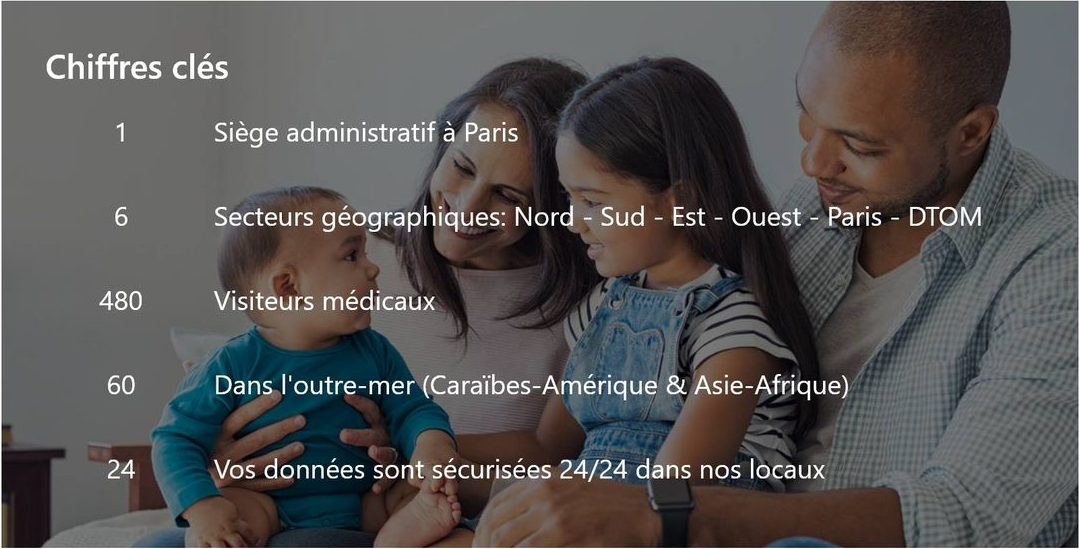 Chiffres clés
1 Siège administratif à Paris
6 Secteurs géographiques: Nord - Sud - Est - Ouest - Paris - DTOM
480 Visiteurs médicaux
60 Dans l'outre-mer (Caraïbes-Amérique & Asie-Afrique)
24 Vos données sont sécurisées 24/24 dans nos locaux